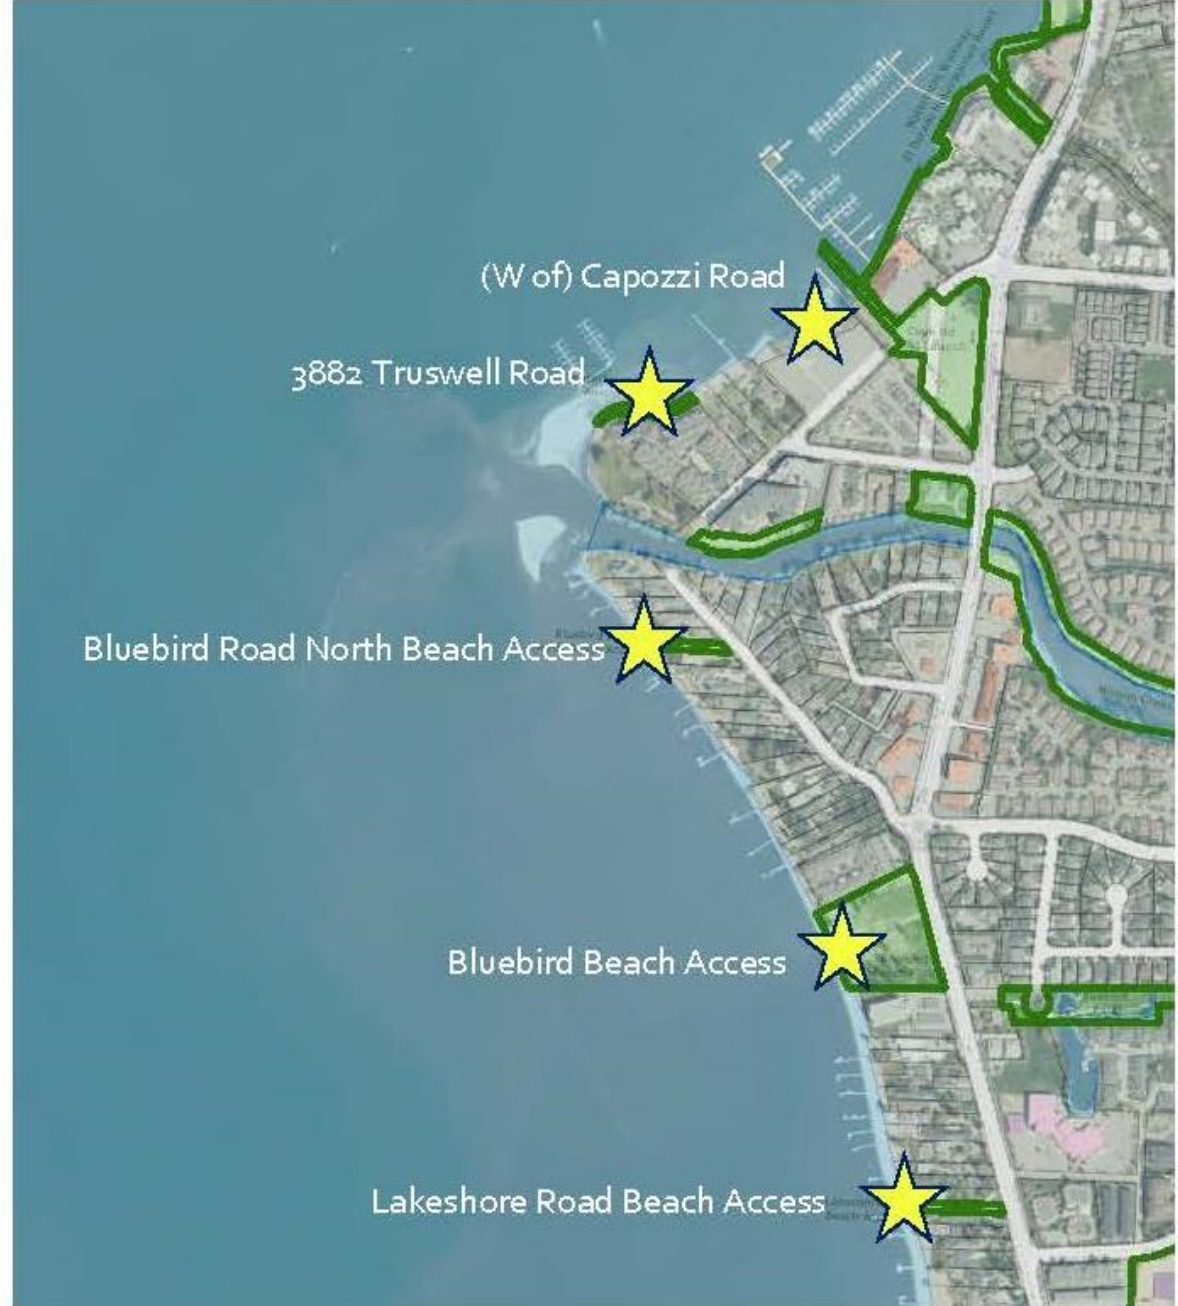 (W of) Capozzi Road
3882 Truswell Road
Bluebird Road North Beach Access
Bluebird Beach Access
Lakeshore Road Beach Access